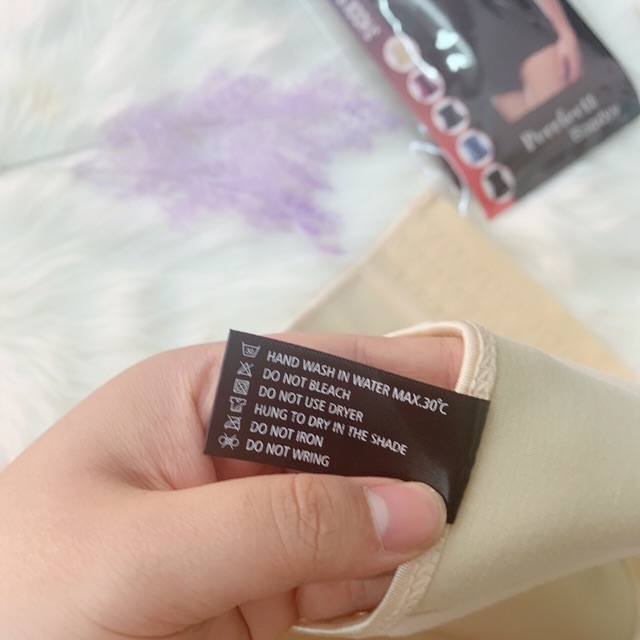 HAND WASH IN WATER MAX.30°C
DO NOT BLEACH
DO NOT USE DRYER
HUNG TO DRY IN THE SHADE
DO NOT IRON
DO NOT WRING